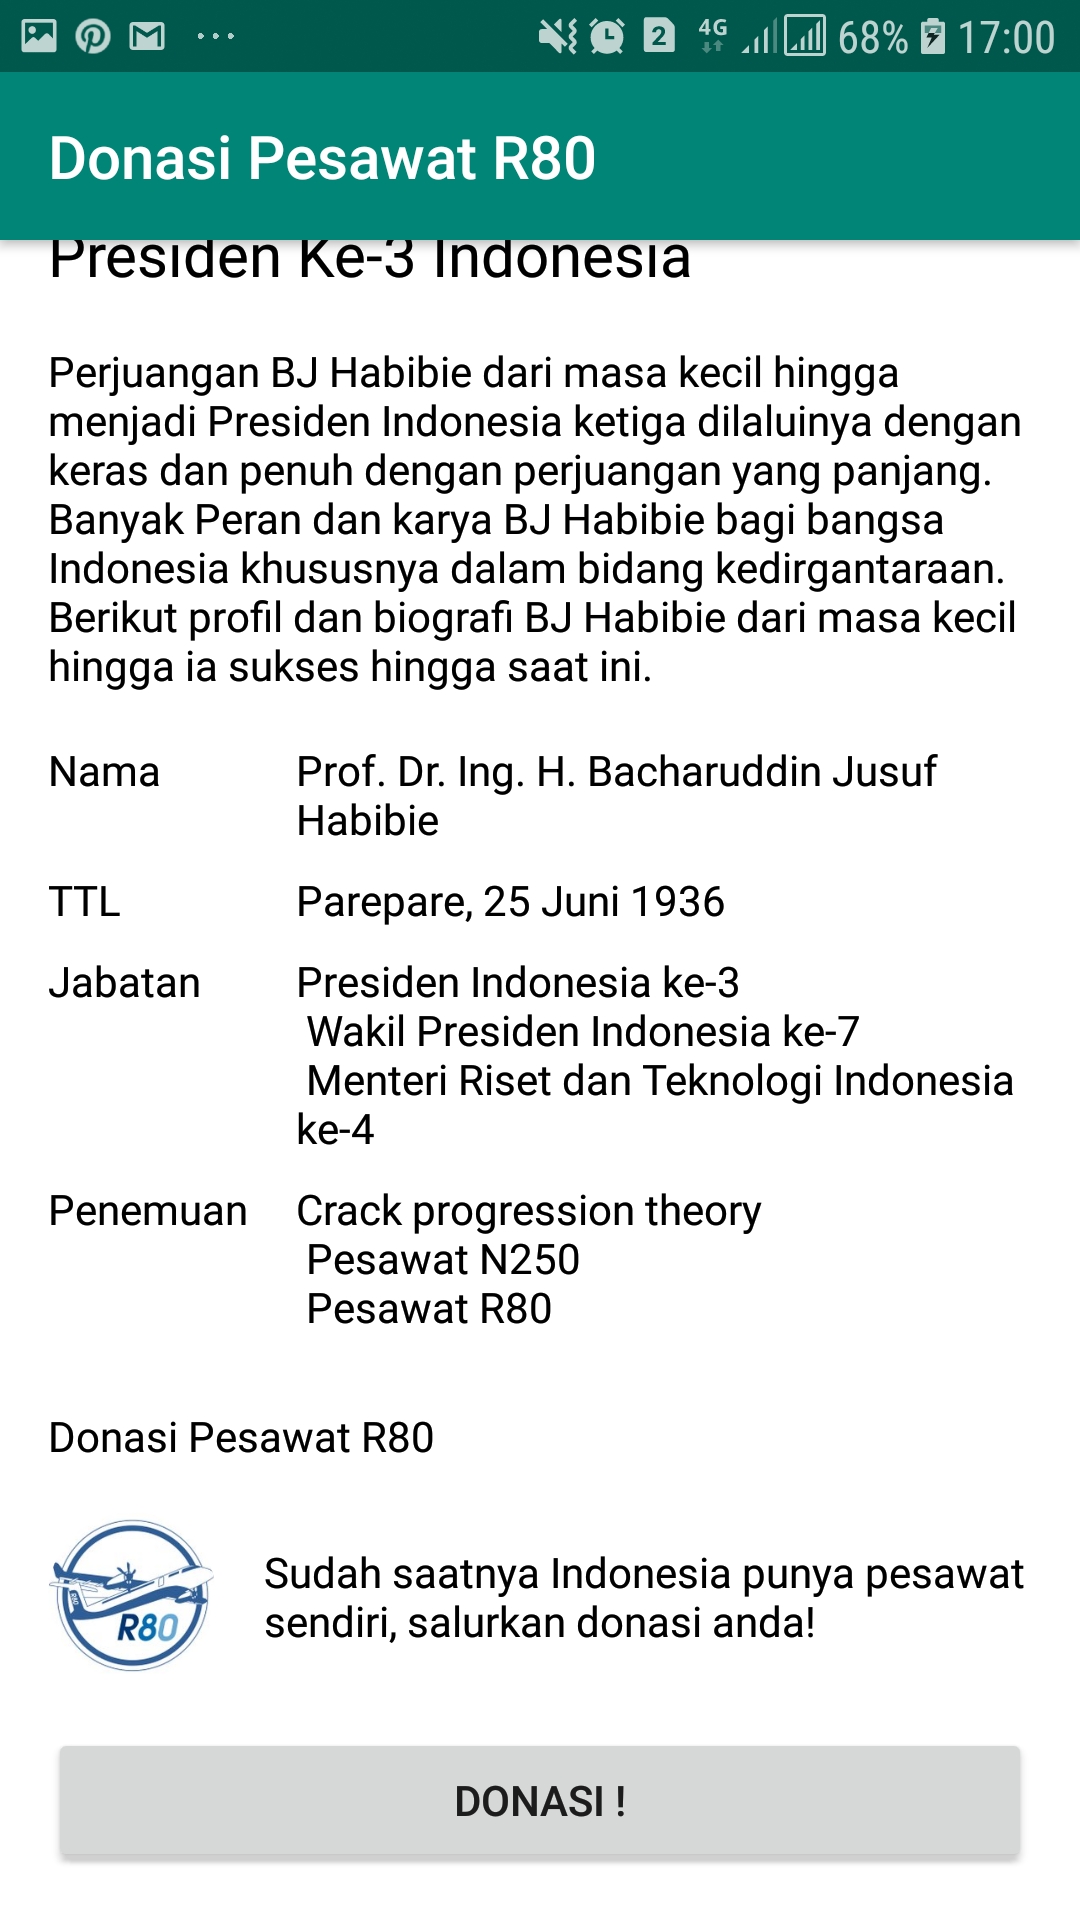 2 4G 68% 17:00
Donasi Pesawat R80
Presiden Ke-3 Indonesia
Perjuangan BJ Habibie dari masa kecil hingga
menjadi Presiden Indonesia ketiga dilaluinya dengan
keras dan penuh dengan perjuangan yang panjang.
Banyak Peran dan karya BJ Habibie bagi bangsa
Indonesia khususnya dalam bidang kedirgantaraan.
Berikut profil dan biografi BJ Habibie dari masa kecil
hingga ia sukses hingga saat ini.
Nama Prof. Dr. Ing. H. Bacharuddin Jusuf
Habibie
TTL Parepare, 25 Juni 1936
Jabatan Presiden Indonesia ke-3
Wakil Presiden Indonesia ke-7
Menteri Riset dan Teknologi Indonesia
ke-4
Penemuan Crack progression theory
Pesawat N250
Pesawat R80
Donasi Pesawat R80
R80
Sudah saatnya Indonesia punya pesawat
sendiri, salurkan donasi anda!
DONASI !